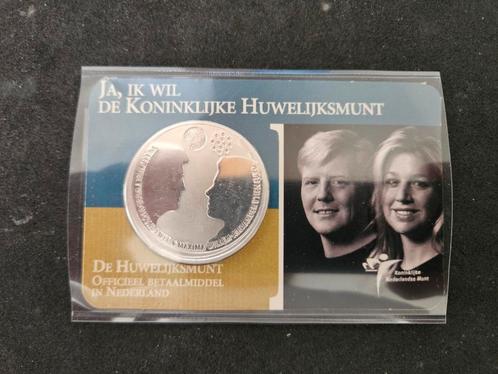 JA, IK WIL
DE KONINKLIJKE HUWELIJKSMUNT
DE HUWELIJKSMUNT
OFFICIEEL BETAALMIDDEL
IN NEDERLAND
Koninklijke
Nederlandse Munt